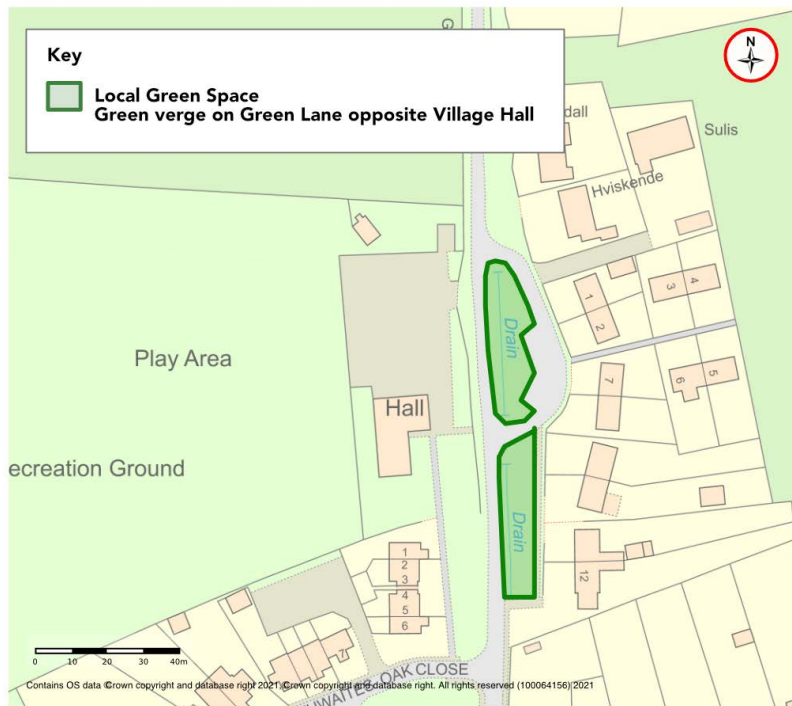 Key
Local Green Space
Green verge on Green Lane opposite Village Hall
N
G
dall
Sulis
Hviskende
Drain
1
2
3
4
Play Area
Hall
7
6
5
ecreation Ground
Drain
12
1
2
3
4
5
6
7
OAK CLOSE
0 10 20 30 40m
Contains OS data © Crown copyright and database right 2021, Crown copyright and database right. All rights reserved (100064156) 2021